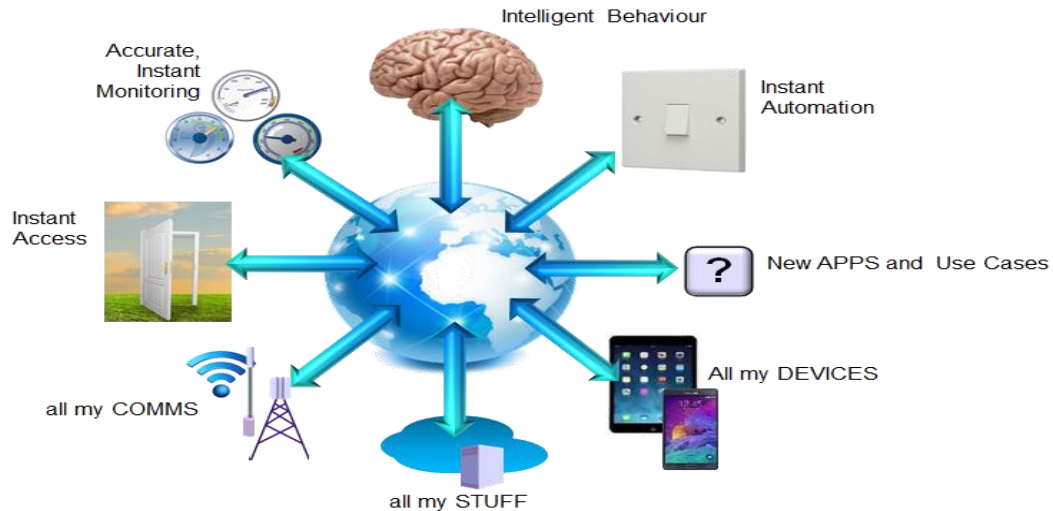 Intelligent Behaviour
Accurate,
Instant
Monitoring
Instant
Automation
Instant
Access
?
New APPS and Use Cases
All my DEVICES
all my COMMS
all my STUFF